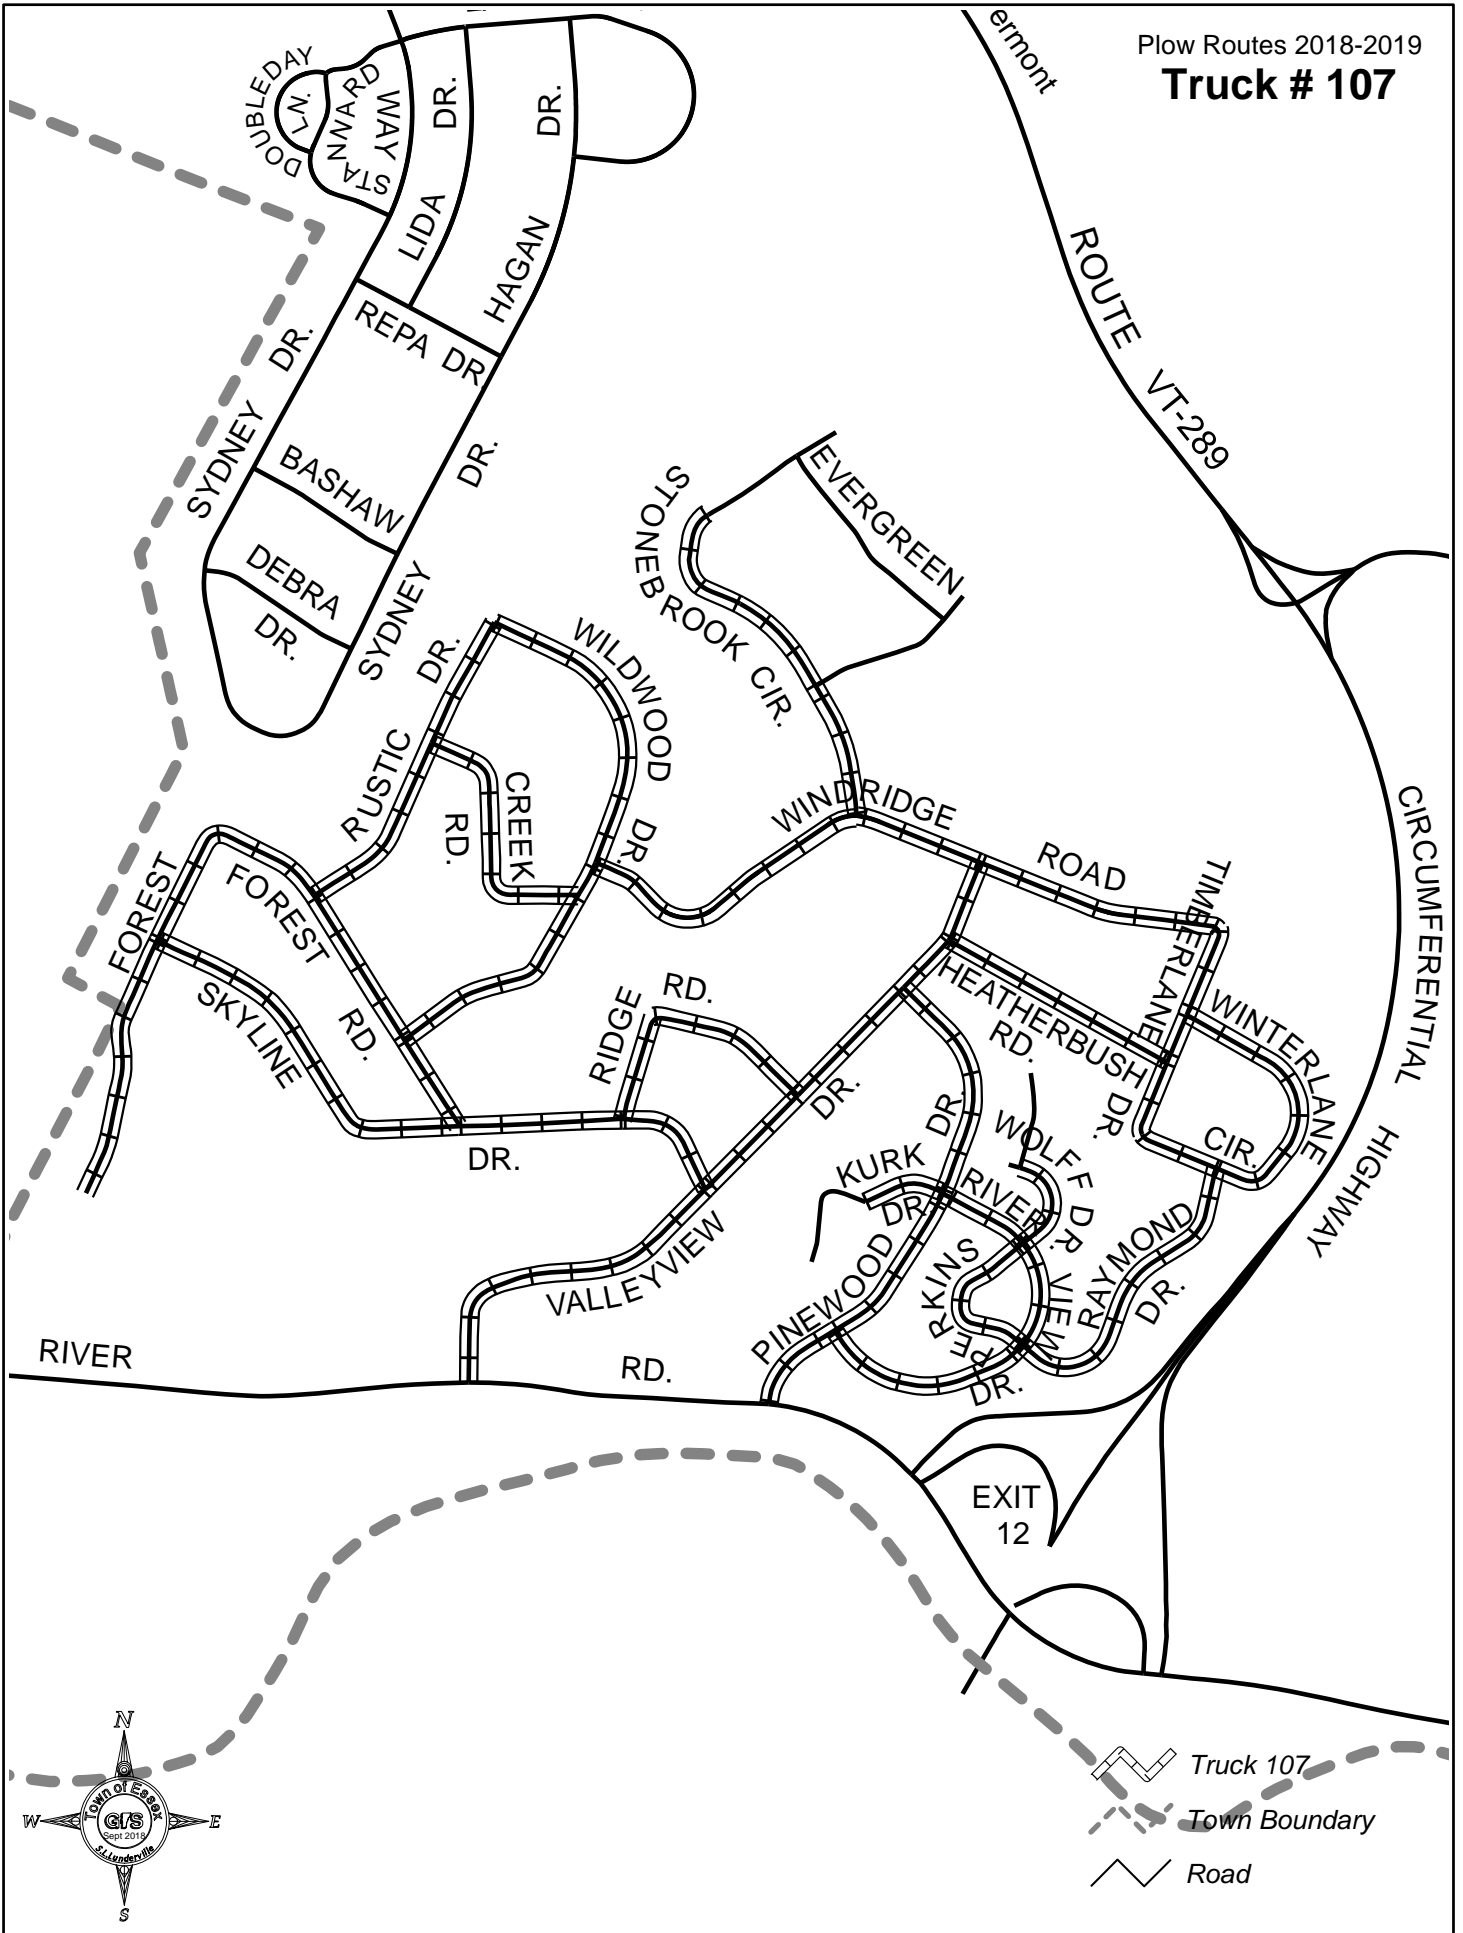 ermont
Plow Routes 2018-2019
Truck # 107
DOUBLEDAY
LN.
STANNARD
WAY
LIDA DR.
HAGAN DR.
REPA DR.
SYDNEY DR.
BASHAW
DEBRA
DR.
SYDNEY DR.
ROUTE VT-289
CIRCUMFERENTIAL HIGHWAY
EVERGREEN
STONEBROOK CIR.
WILDWOOD DR.
RUSTIC DR.
CREEK
RD.
WINDRIDGE ROAD
FOREST
FOREST RD.
SKYLINE DR.
RIDGE RD.
TIMBERLANE DR.
HEATHERBUSH
RD.
WINTERLANE
CIR.
VALLEYVIEW DR.
KURK
DR.
WOLFF DR.
RIVER VIEW
DR.
PERKINS
PINEWOOD DR.
RAYMOND
DR.
RIVER RD.
EXIT
12
N
W
E
S
Town of Essex
GIS
Sept 2018
S.L.Lunderville
Truck 107
Town Boundary
Road